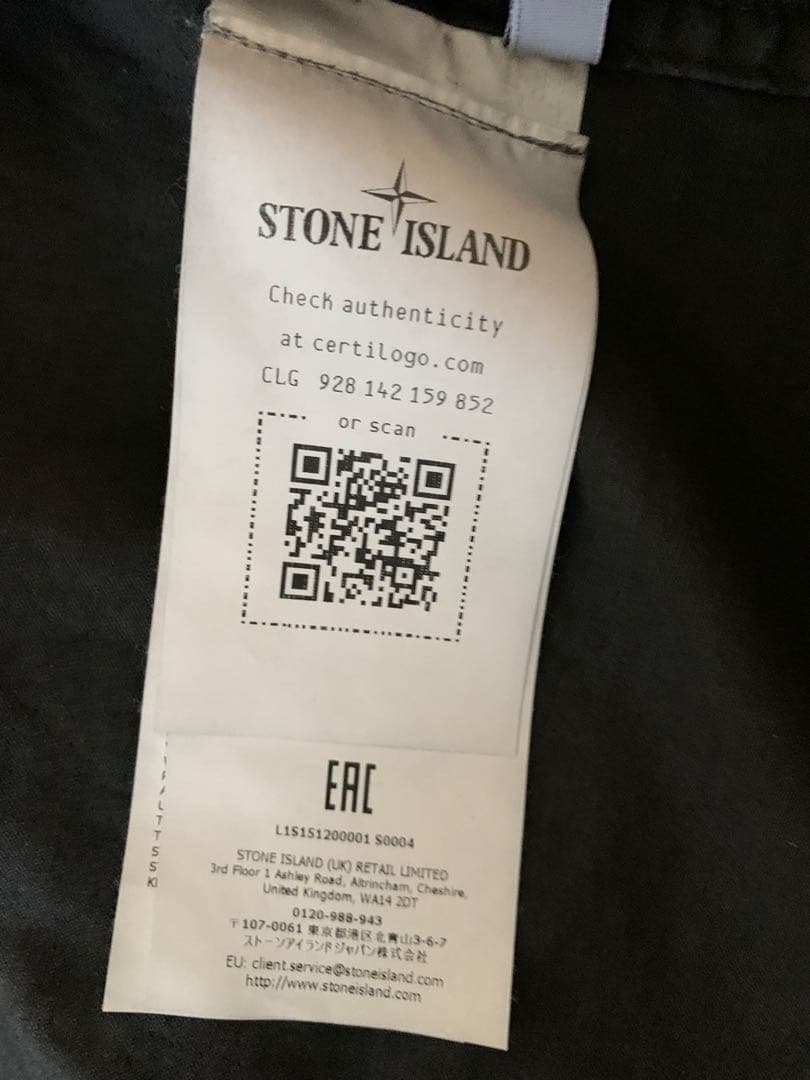 STONE ISLAND
Check authenticity
at certilogo.com
CLG 928 142 159 852
or scan
EAC
L1S151200001 S0004
STONE ISLAND (UK) RETAIL LIMITED
3rd Floor 1 Ashley Road, Altrincham, Cheshire,
United Kingdom, WA14 2DT
0120-988-943
〒107-0061 東京都港区北青山3-6-7
ストーンアイランドジャパン株式会社
EU: client.service@stoneisland.com
http://www.stoneisland.com